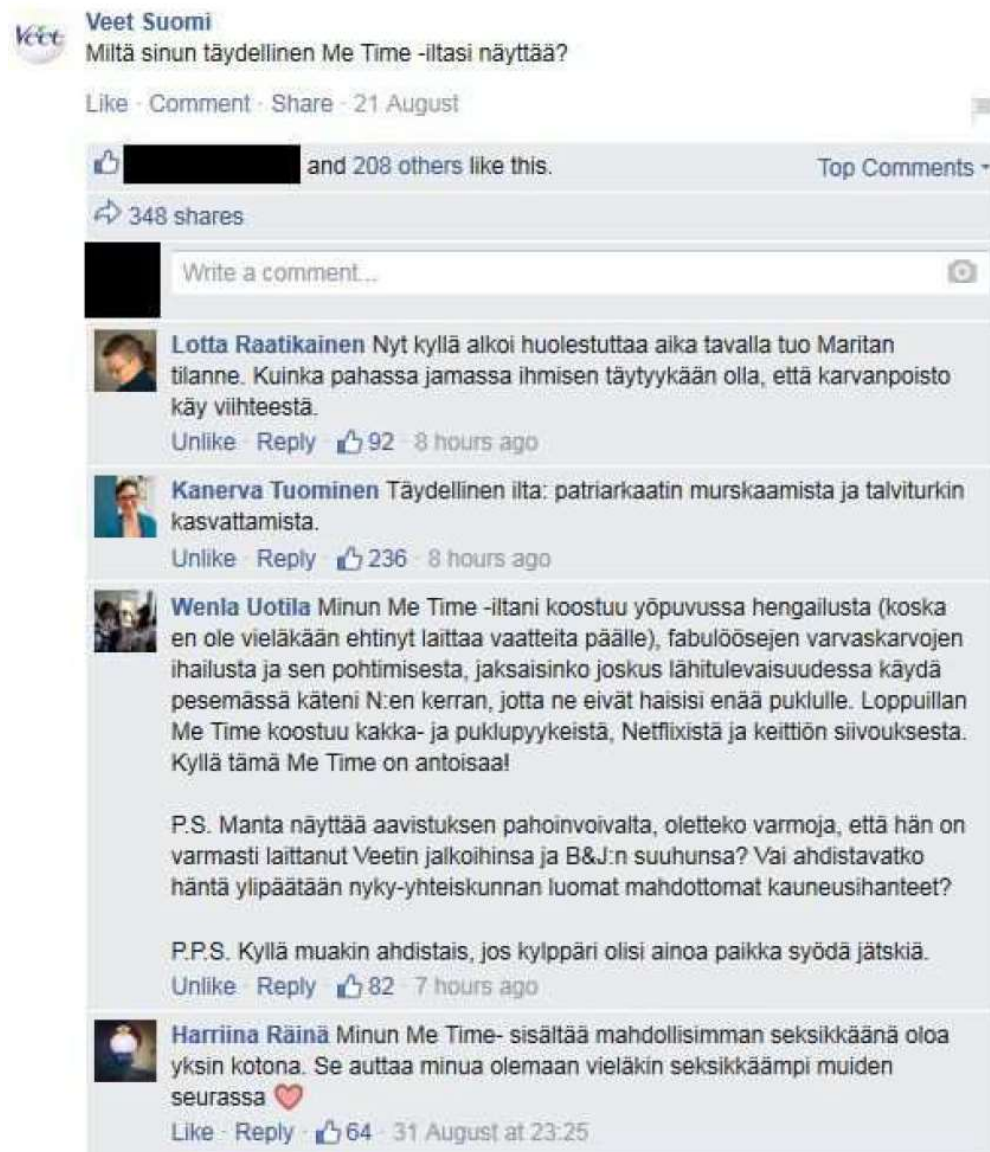 Veet
Veet Suomi
Miltä sinun täydellinen Me Time -iltasi näyttää?
Like · Comment · Share · 21 August
and 208 others like this.
Top Comments
348 shares
Write a comment...
Lotta Raatikainen Nyt kyllä alkoi huolestuttaa aika tavalla tuo Maritan
tilanne. Kuinka pahassa jamassa ihmisen täytyykään olla, että karvanpoisto
käy viihteestä.
Unlike · Reply · 92 · 8 hours ago
Kanerva Tuominen Täydellinen ilta: patriarkaatin murskaamista ja talviturkin
kasvattamista.
Unlike · Reply · 236 · 8 hours ago
Wenla Uotila Minun Me Time -iltani koostuu yöpuvussa hengailusta (koska
en ole vieläkään ehtinyt laittaa vaatteita päälle), fabulöösejen varvaskarvojen
ihailusta ja sen pohtimisesta, jaksaisinko joskus lähitulevaisuudessa käydä
pesemässä käteni N:en kerran, jotta ne eivät haisisi enää puklulle. Loppuillan
Me Time koostuu kakka- ja puklupyykeistä, Netflixistä ja keittiön siivouksesta.
Kyllä tämä Me Time on antoisaa!
P.S. Manta näyttää aavistuksen pahoinvoivalta, oletteko varmoja, että hän on
varmasti laittanut Veetin jalkoihinsa ja B&J:n suuhunsa? Vai ahdistavatko
häntä ylipäätään nyky-yhteiskunnan luomat mahdottomat kauneusihanteet?
P.P.S. Kyllä muakin ahdistais, jos kylppäri olisi ainoa paikka syödä jätskiä.
Unlike · Reply · 82 · 7 hours ago
Harriina Räinä Minun Me Time- sisältää mahdollisimman seksikkäänä oloa
yksin kotona. Se auttaa minua olemaan vieläkin seksikkäämpi muiden
seurassa
Like · Reply · 64 · 31 August at 23:25